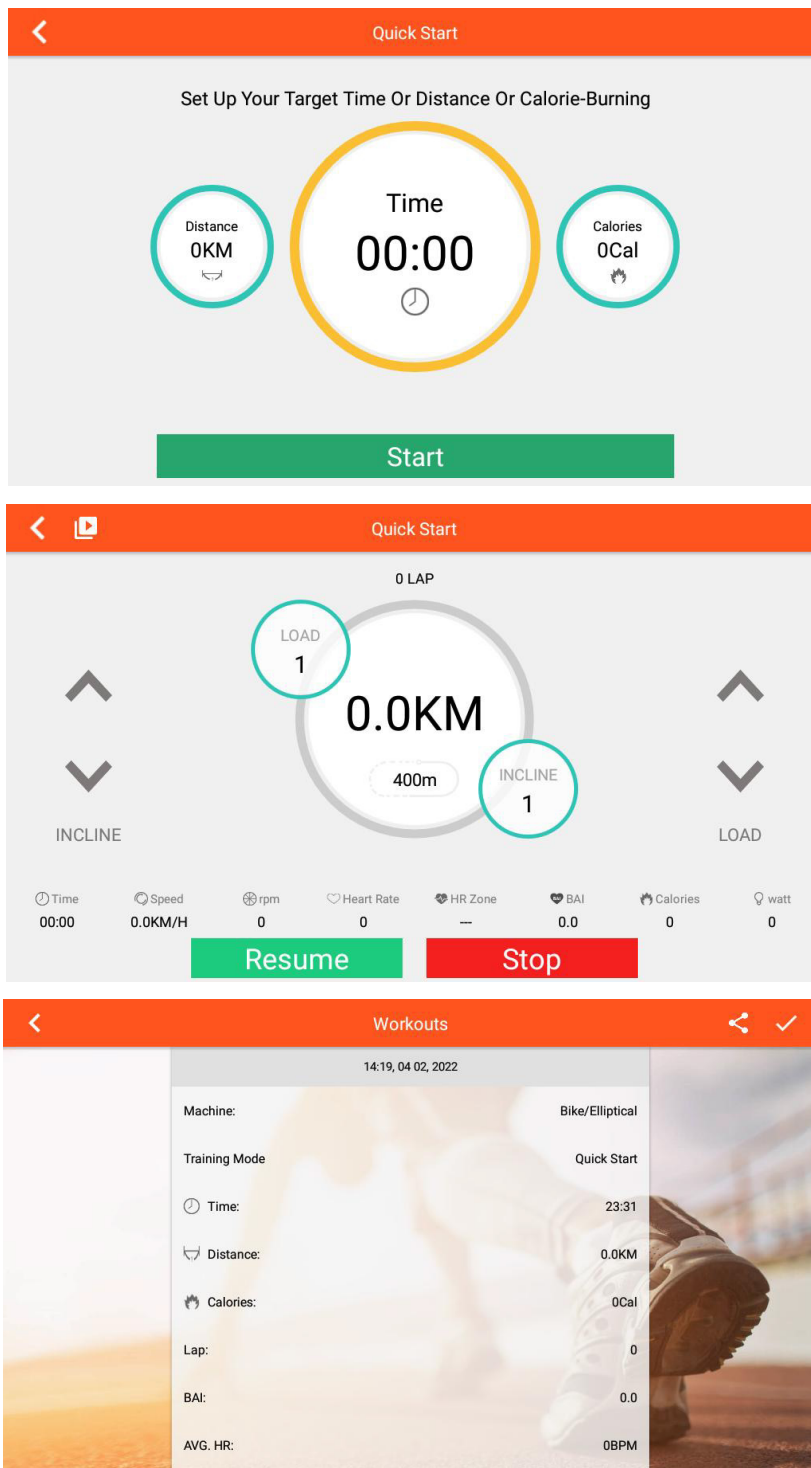 Quick Start
Set Up Your Target Time Or Distance Or Calorie-Burning
Distance
0KM
Time
00:00
Calories
0Cal
Start
Quick Start
0 LAP
LOAD
1
0.0KM
400m
INCLINE
1
INCLINE
LOAD
Time Speed rpm Heart Rate HR Zone BAI Calories watt
00:00 0.0KM/H 0 0 --- 0.0 0 0
Resume Stop
Workouts
14:19, 04 02, 2022
Machine: Bike/Elliptical
Training Mode Quick Start
Time: 23:31
Distance: 0.0KM
Calories: 0Cal
Lap: 0
BAI: 0.0
AVG. HR: 0BPM